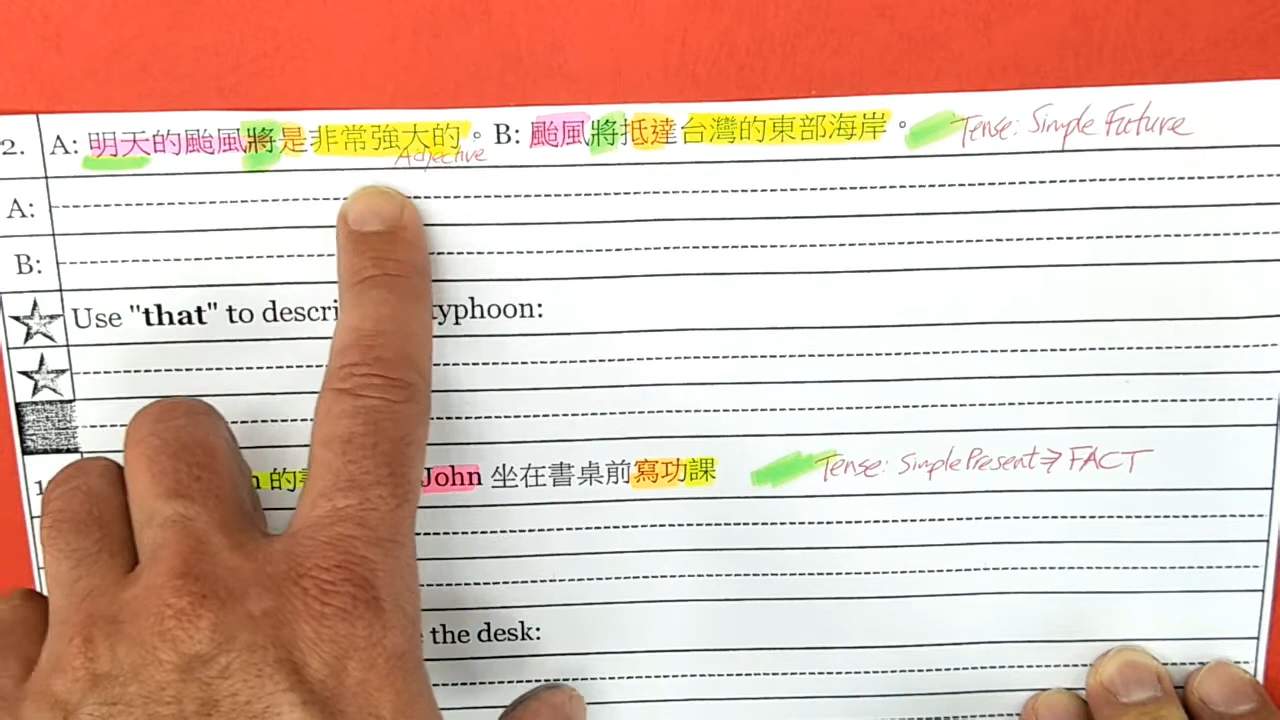 2. A: 明天的颱風將是非常強大的。B: 颱風將抵達台灣的東部海岸。 Tense: Simple Future
Adjective
A:
B:
Use "that" to descri typhoon:
的 John 坐在書桌前寫功課 Tense: Simple Present → FACT
the desk: